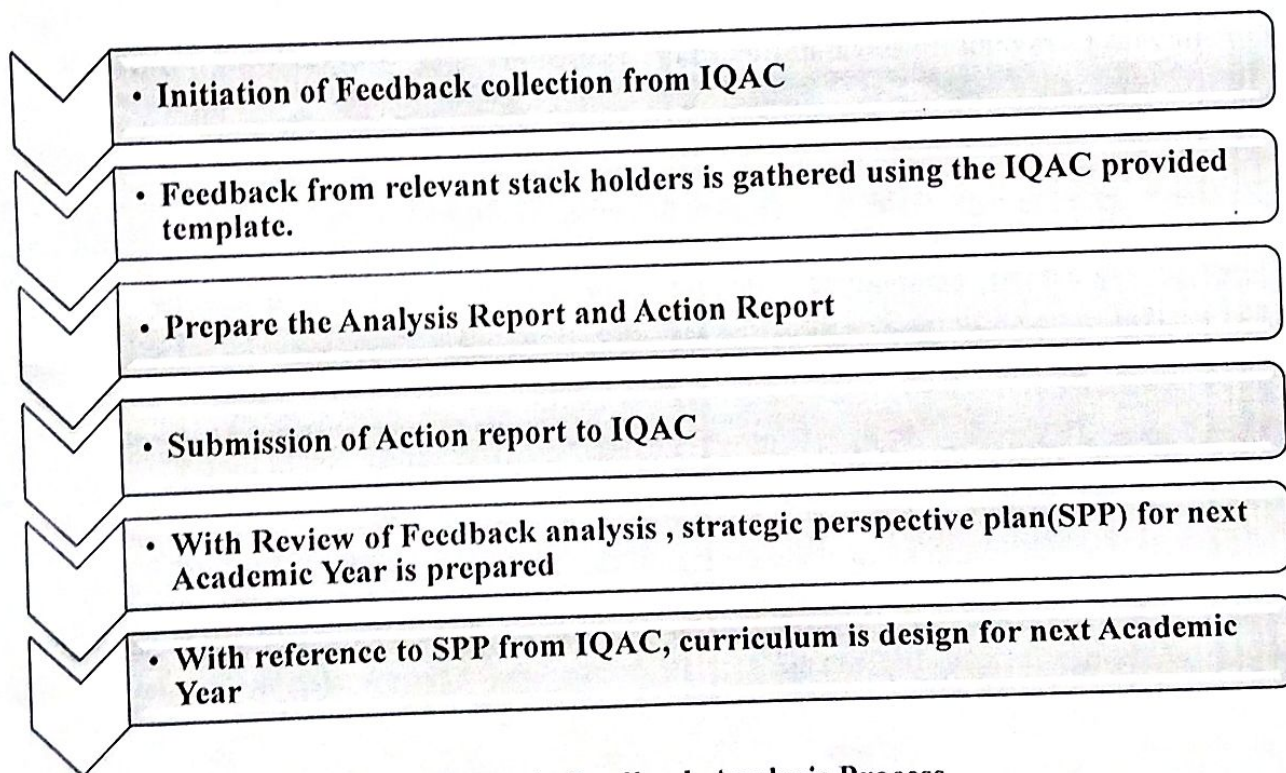 • Initiation of Feedback collection from IQAC
• Feedback from relevant stack holders is gathered using the IQAC provided
template.
• Prepare the Analysis Report and Action Report
• Submission of Action report to IQAC
• With Review of Feedback analysis , strategic perspective plan(SPP) for next
Academic Year is prepared
• With reference to SPP from IQAC, curriculum is design for next Academic
Year
Analysis Process